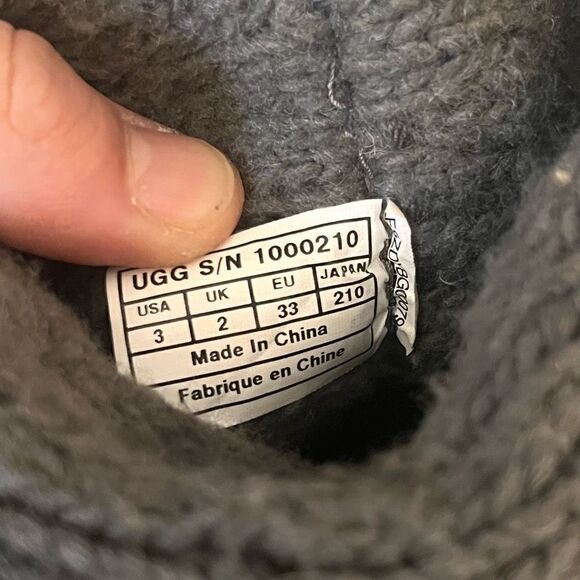 UGG S/N 1000210
USA UK EU JAPAN
3 2 33 210
Made In China
Fabrique en Chine